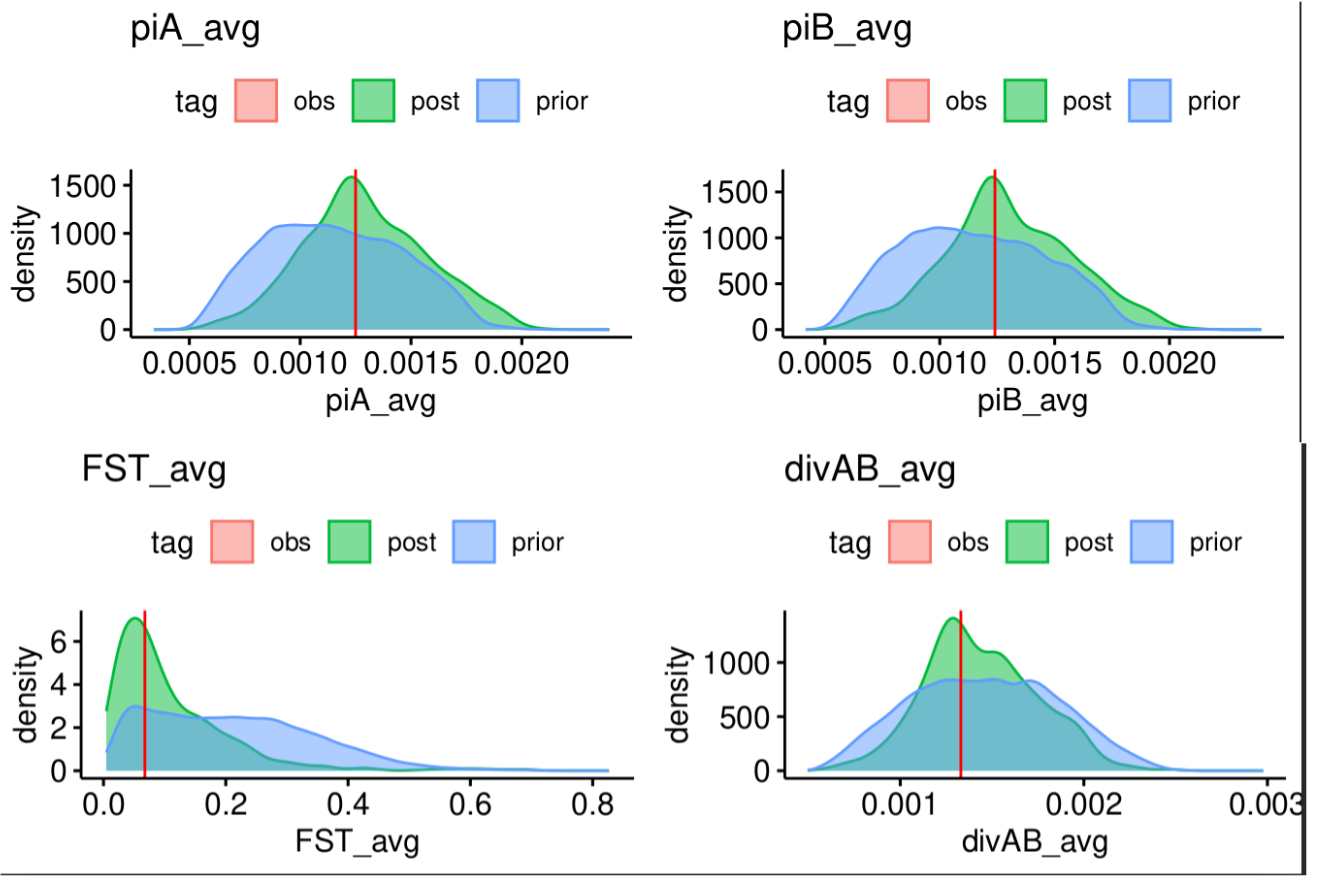 piA_avg
tag obs post prior
1500
1000
500
0
density
0.0005 0.0010 0.0015 0.0020
piA_avg
piB_avg
tag obs post prior
1500
1000
500
0
density
0.0005 0.0010 0.0015 0.0020
piB_avg
FST_avg
tag obs post prior
6
4
2
0
density
0.0 0.2 0.4 0.6 0.8
FST_avg
divAB_avg
tag obs post prior
1000
500
0
density
0.001 0.002 0.003
divAB_avg